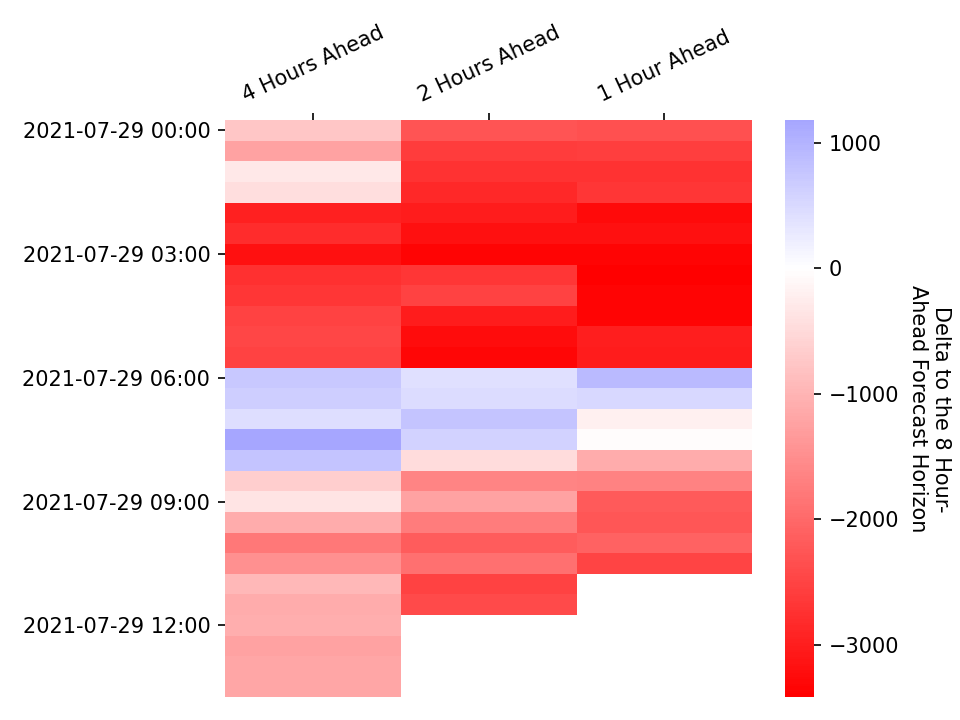 4 Hours Ahead
2 Hours Ahead
1 Hour Ahead
2021-07-29 00:00
2021-07-29 03:00
2021-07-29 06:00
2021-07-29 09:00
2021-07-29 12:00
1000
0
−1000
−2000
−3000
Delta to the 8 Hour-
Ahead Forecast Horizon